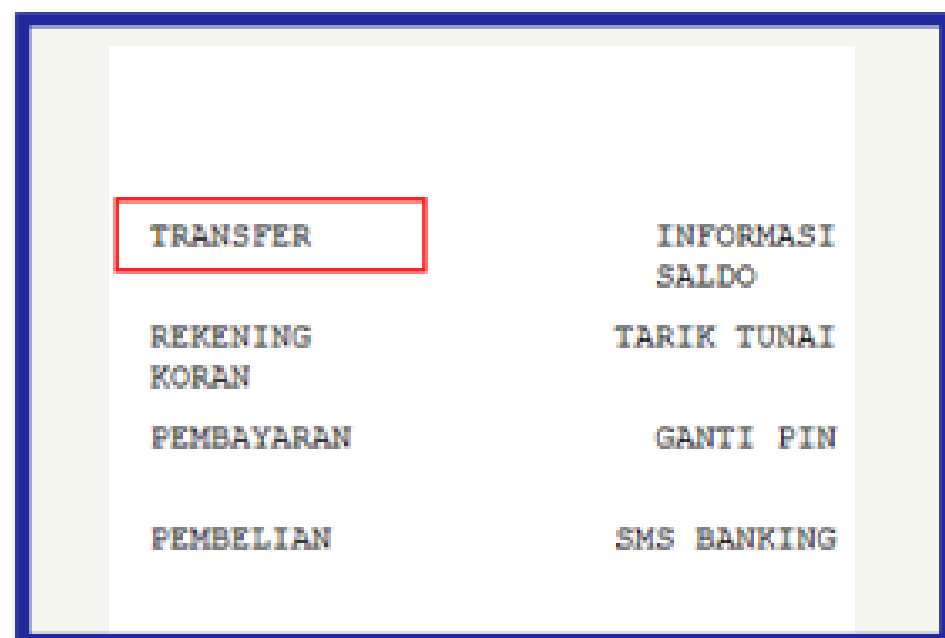 TRANSFER
INFORMASI
SALDO
REKENING
KORAN
TARIK TUNAI
PEMBAYARAN
GANTI PIN
PEMBELIAN
SMS BANKING